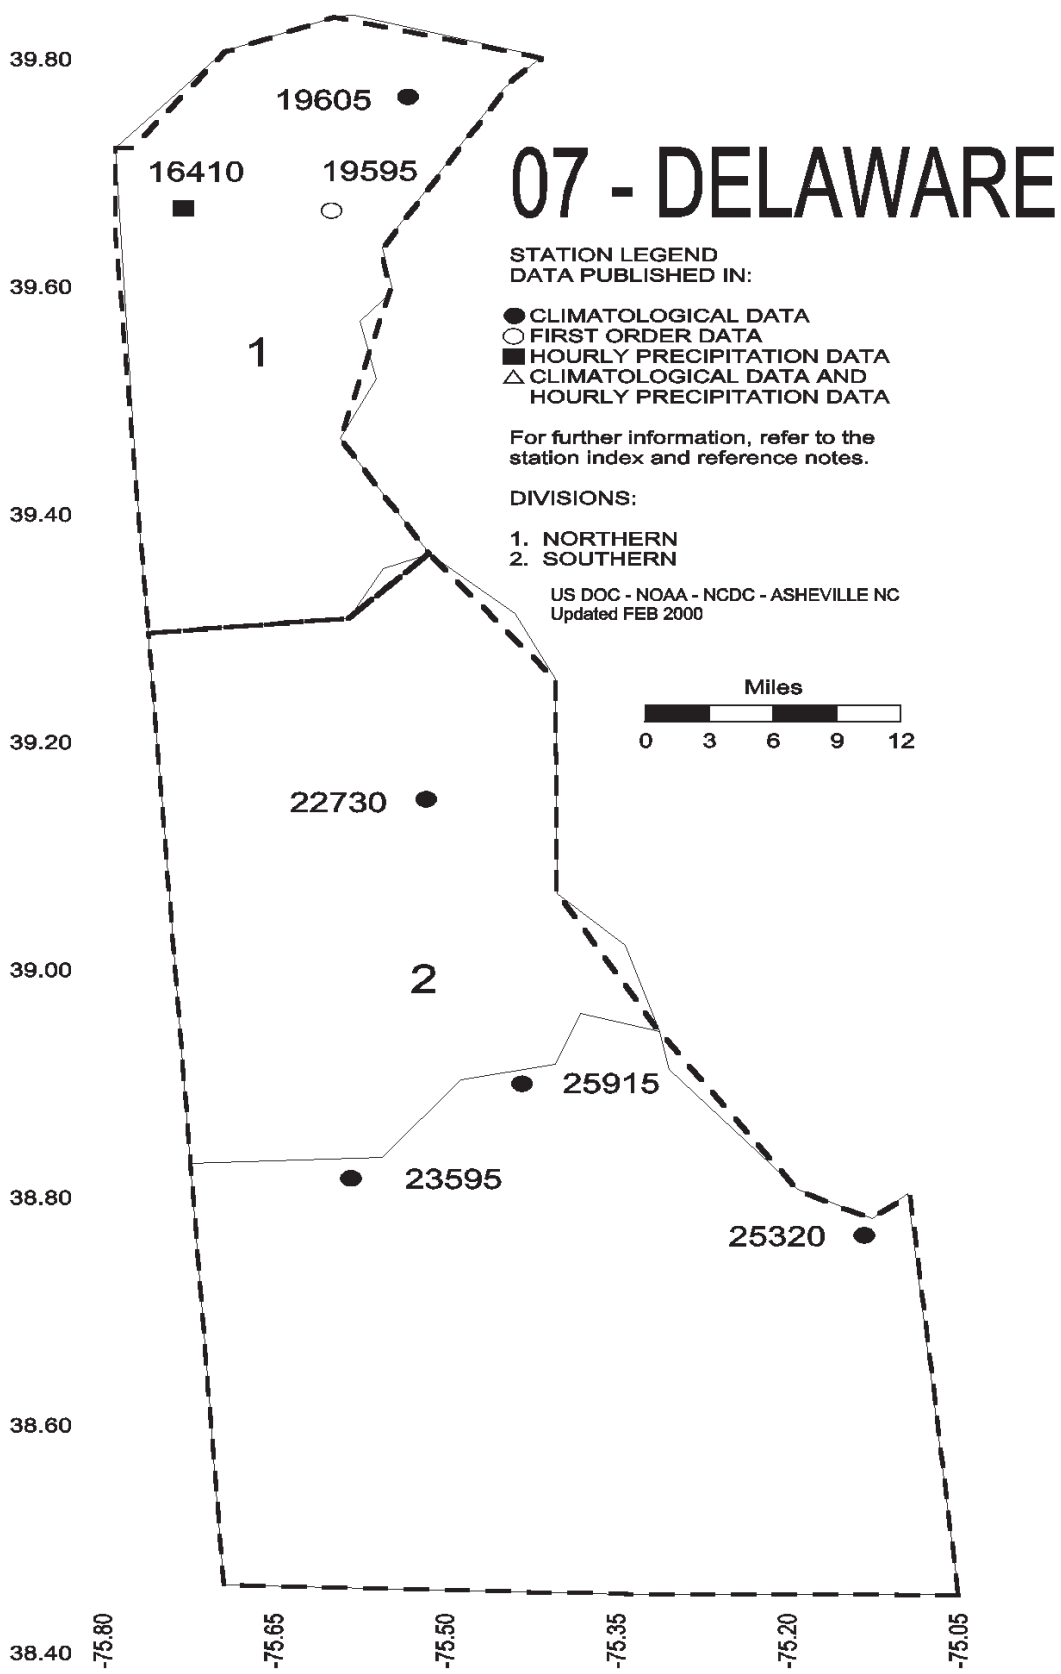 39.80
19605
16410
19595
07 - DELAWARE
STATION LEGEND
DATA PUBLISHED IN:
39.60
CLIMATOLOGICAL DATA
FIRST ORDER DATA
1
HOURLY PRECIPITATION DATA
CLIMATOLOGICAL DATA AND
HOURLY PRECIPITATION DATA
For further information, refer to the
station index and reference notes.
DIVISIONS:
39.40
1. NORTHERN
2. SOUTHERN
US DOC - NOAA - NCDC - ASHEVILLE NC
Updated FEB 2000
Miles
0 3 6 9 12
39.20
22730
39.00
2
25915
23595
38.80
25320
38.60
38.40
-75.80
-75.65
-75.50
-75.35
-75.20
-75.05